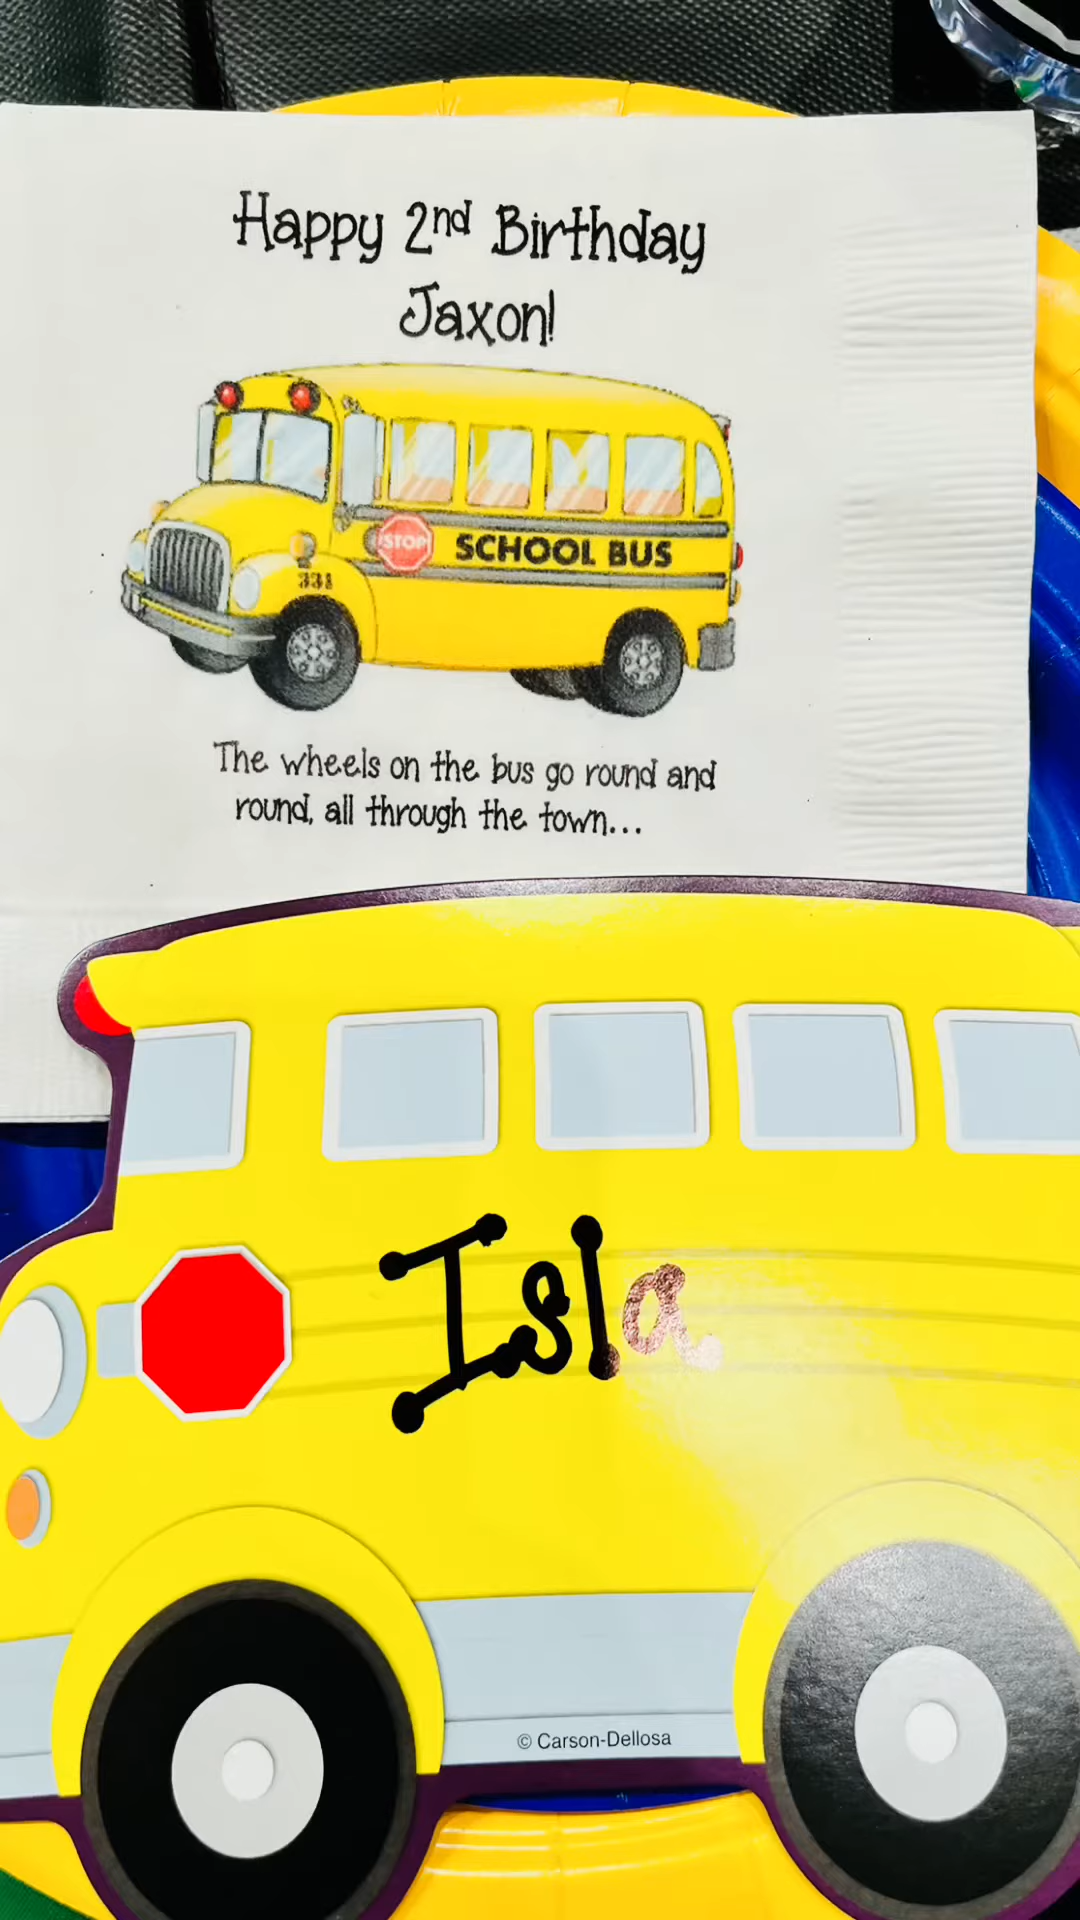 Happy 2nd Birthday
Jaxon!
STOP SCHOOL BUS
331
The wheels on the bus go round and
round, all through the town...
Isla
© Carson-Dellosa